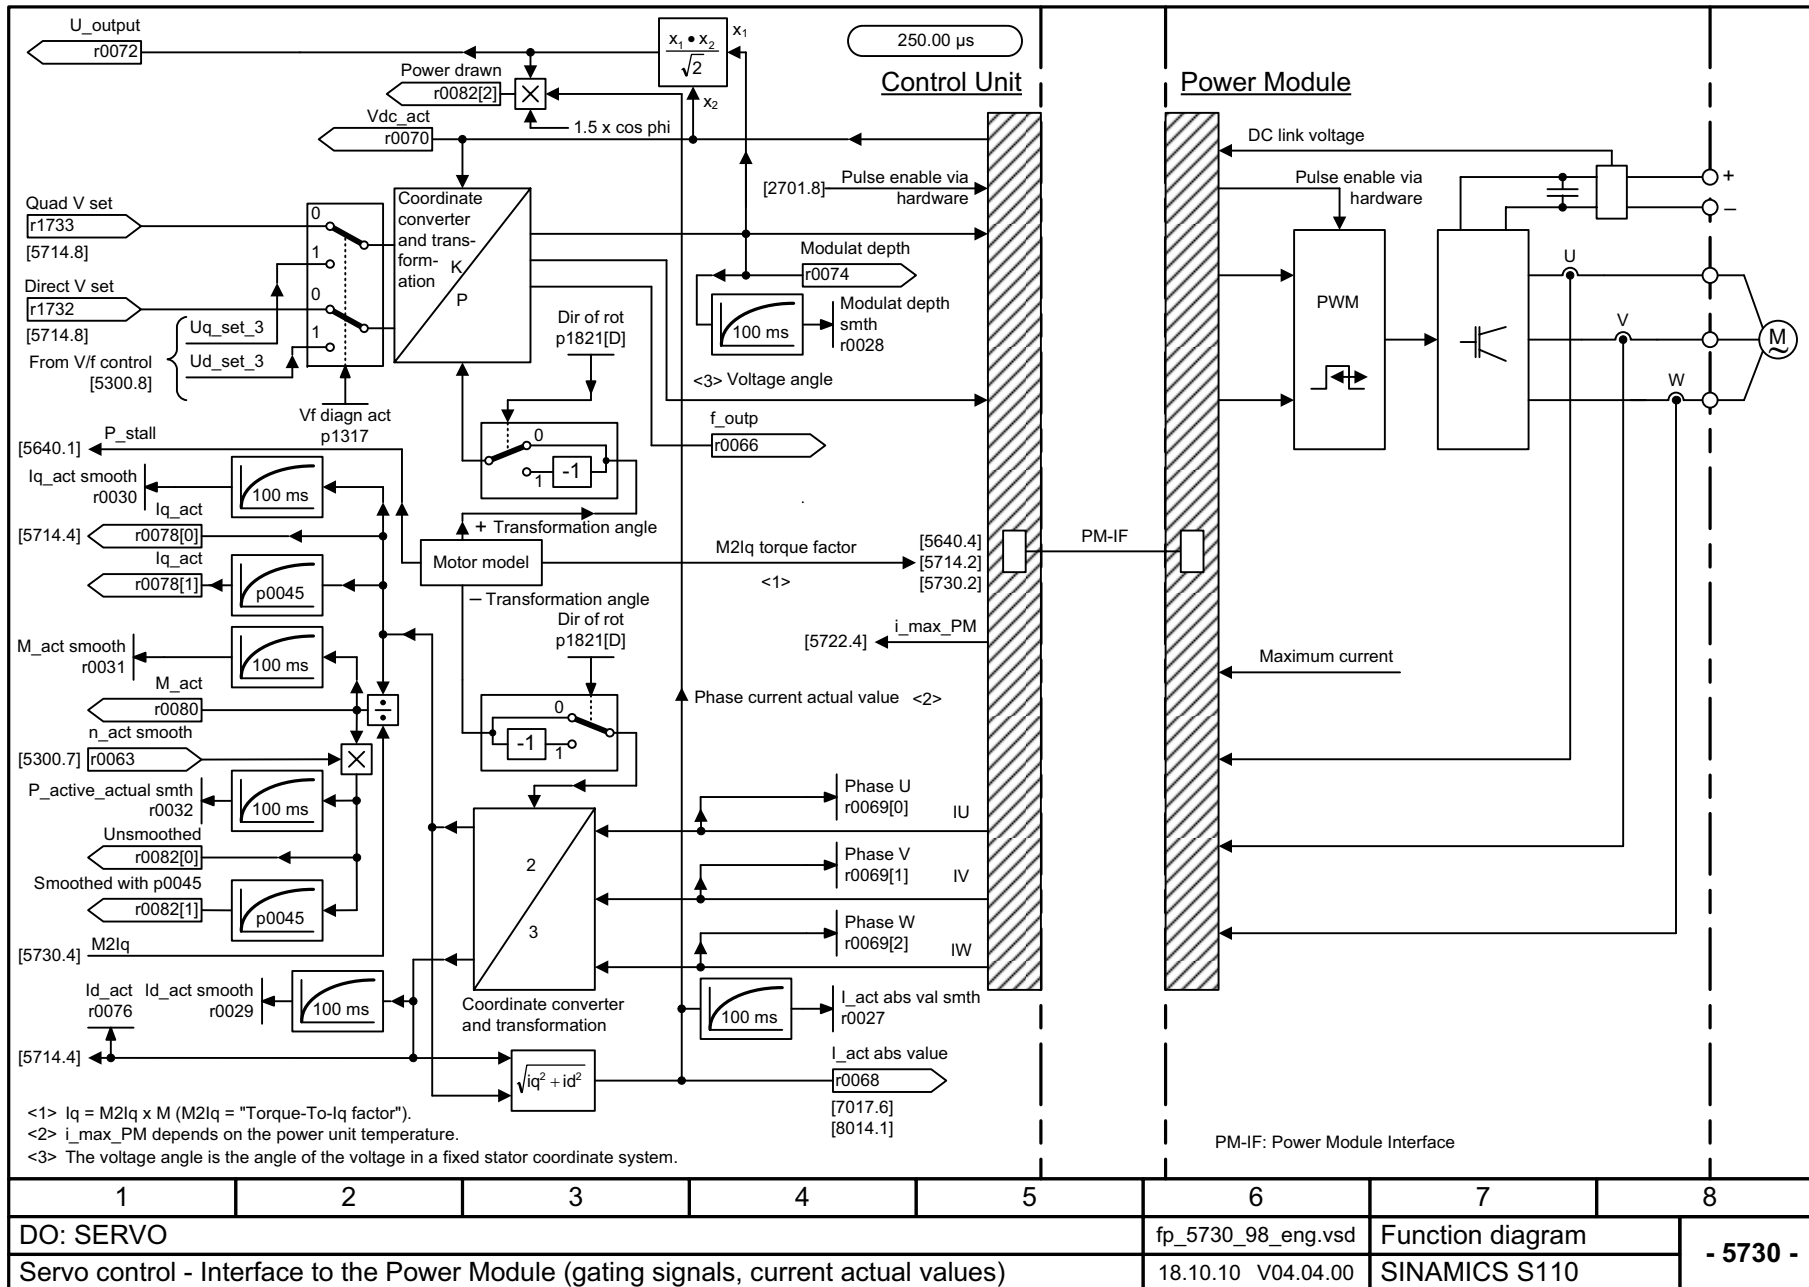 U_output
r0072
x1 • x2
√2
x1
x2
250.00 µs
Control Unit
Power Module
Power drawn
r0082[2]
1.5 x cos phi
Vdc_act
r0070
DC link voltage
[2701.8]
Pulse enable via
hardware
Pulse enable via
hardware
+
–
Quad V set
r1733
[5714.8]
0
1
Coordinate
converter
and trans-
form-
ation
K
P
Direct V set
r1732
[5714.8]
0
1
Uq_set_3
Ud_set_3
From V/f control
[5300.8]
Vf diagn act
p1317
Modulat depth
r0074
100 ms
Modulat depth
smth
r0028
Dir of rot
p1821[D]
<3> Voltage angle
f_outp
r0066
0
1
-1
PWM
U
V
W
M
~
P_stall
[5640.1]
Iq_act smooth
r0030
100 ms
Iq_act
[5714.4]
r0078[0]
Iq_act
r0078[1]
p0045
+ Transformation angle
Motor model
– Transformation angle
M2Iq torque factor
<1>
[5640.4]
[5714.2]
[5730.2]
PM-IF
Dir of rot
p1821[D]
i_max_PM
[5722.4]
Maximum current
M_act smooth
r0031
100 ms
M_act
r0080
÷
n_act smooth
[5300.7]
r0063
Phase current actual value <2>
0
-1
1
P_active_actual smth
r0032
100 ms
Unsmoothed
r0082[0]
Smoothed with p0045
r0082[1]
p0045
[5730.4]
M2Iq
2
3
Coordinate converter
and transformation
Phase U
r0069[0]
IU
Phase V
r0069[1]
IV
Phase W
r0069[2]
IW
Id_act
r0076
Id_act smooth
r0029
100 ms
[5714.4]
√iq² + id²
100 ms
I_act abs val smth
r0027
I_act abs value
r0068
[7017.6]
[8014.1]
<1> Iq = M2Iq x M (M2Iq = "Torque-To-Iq factor").
<2> i_max_PM depends on the power unit temperature.
<3> The voltage angle is the angle of the voltage in a fixed stator coordinate system.
PM-IF: Power Module Interface
1 2 3 4 5 6 7 8
DO: SERVO
fp_5730_98_eng.vsd
Function diagram
- 5730 -
Servo control - Interface to the Power Module (gating signals, current actual values)
18.10.10 V04.04.00
SINAMICS S110